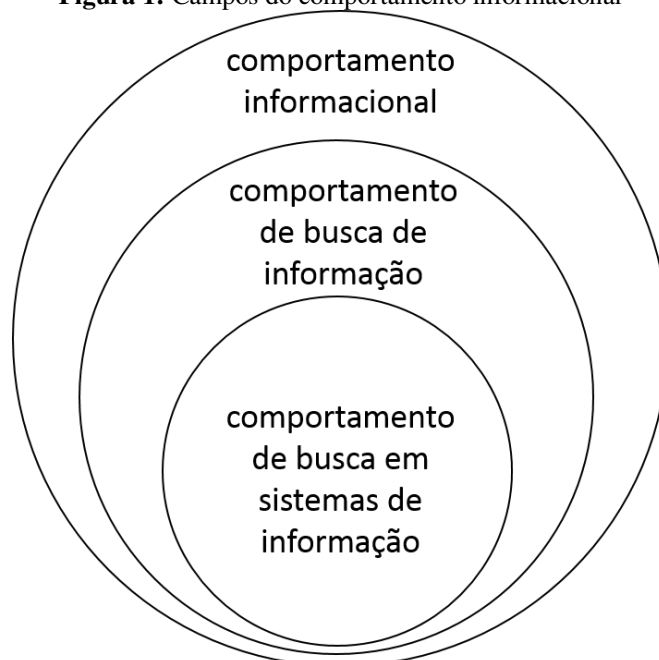 Figura 1: Campos do comportamento informacional
comportamento
informacional
comportamento
de busca de
informação
comportamento
de busca em
sistemas de
informação